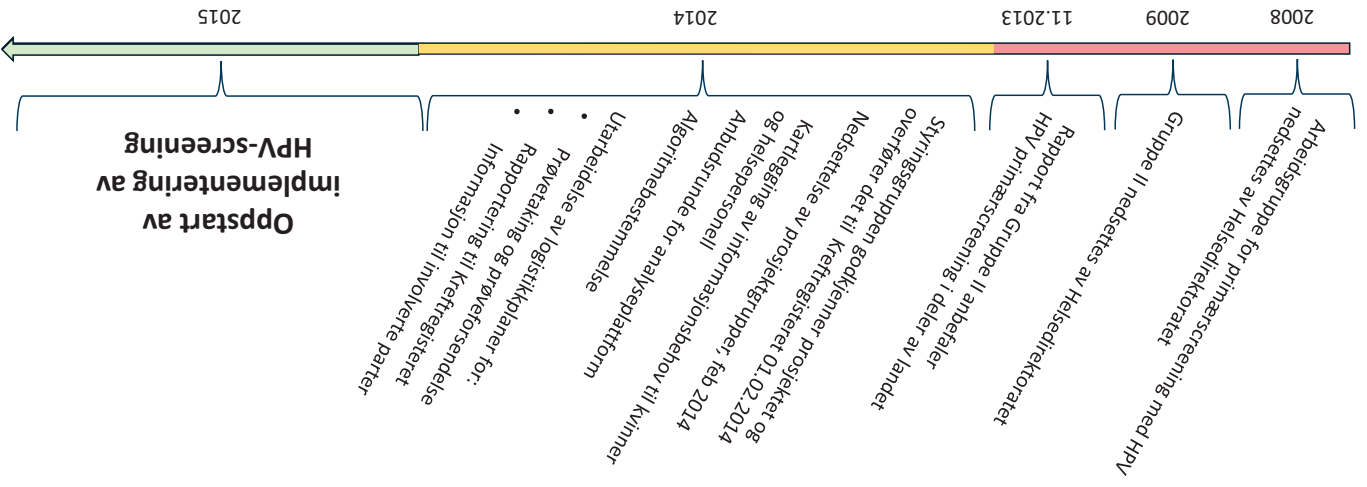 Arbeidsgruppe for primærscreening med HPV
nedsettes av Helsedirektoratet
Gruppe II nedsettes av Helsedirektoratet
Rapport fra Gruppe II anbefaler
HPV primærscreening i deler av landet
Styringsgruppen godkjenner prosjektet og
overfører det til Kreftregisteret 01.02.2014
Nedsettelse av prosjektgrupper, feb 2014
Kartlegging av informasjonsbehov til kvinner
og helsepersonell
Anbudsrunde for analyseplattform
Algoritmebestemmelse
Utarbeidelse av logistikkplaner for:
• Prøvetaking og prøveforsendelse
• Rapportering til Kreftregisteret
• Informasjon til involverte parter
Oppstart av
implementering av
HPV-screening
2008
2009
11.2013
2014
2015